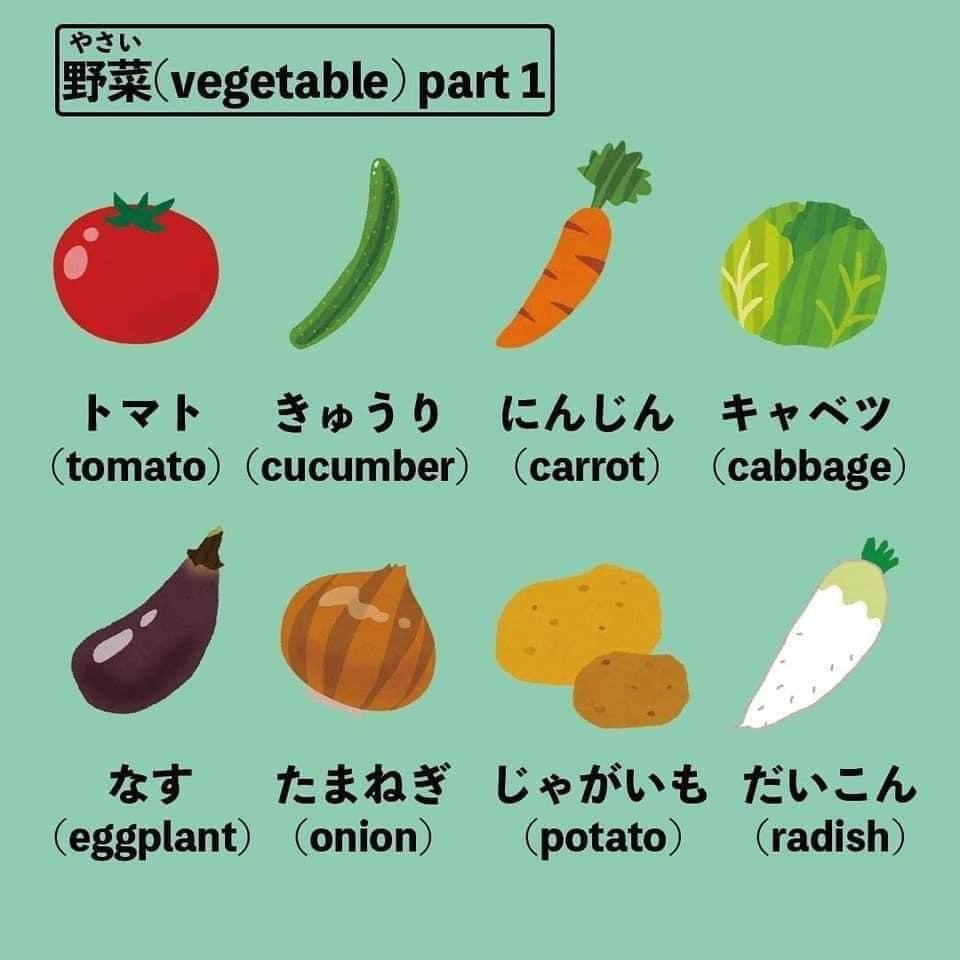 やさい
野菜（vegetable）part 1
トマト きゅうり にんじん キャベツ
（tomato）（cucumber）（carrot）（cabbage）
なす たまねぎ じゃがいも だいこん
（eggplant）（onion）（potato）（radish）